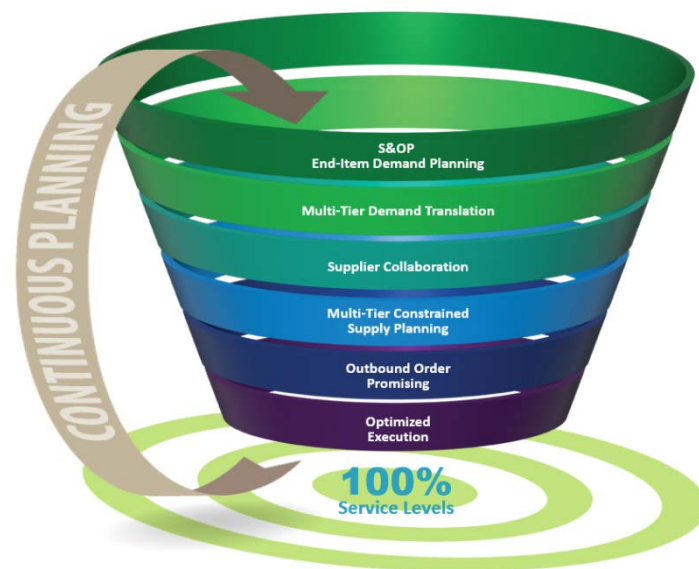 CONTINUOUS PLANNING
S&OP
End-Item Demand Planning
Multi-Tier Demand Translation
Supplier Collaboration
Multi-Tier Constrained
Supply Planning
Outbound Order
Promising
Optimized
Execution
100%
Service Levels